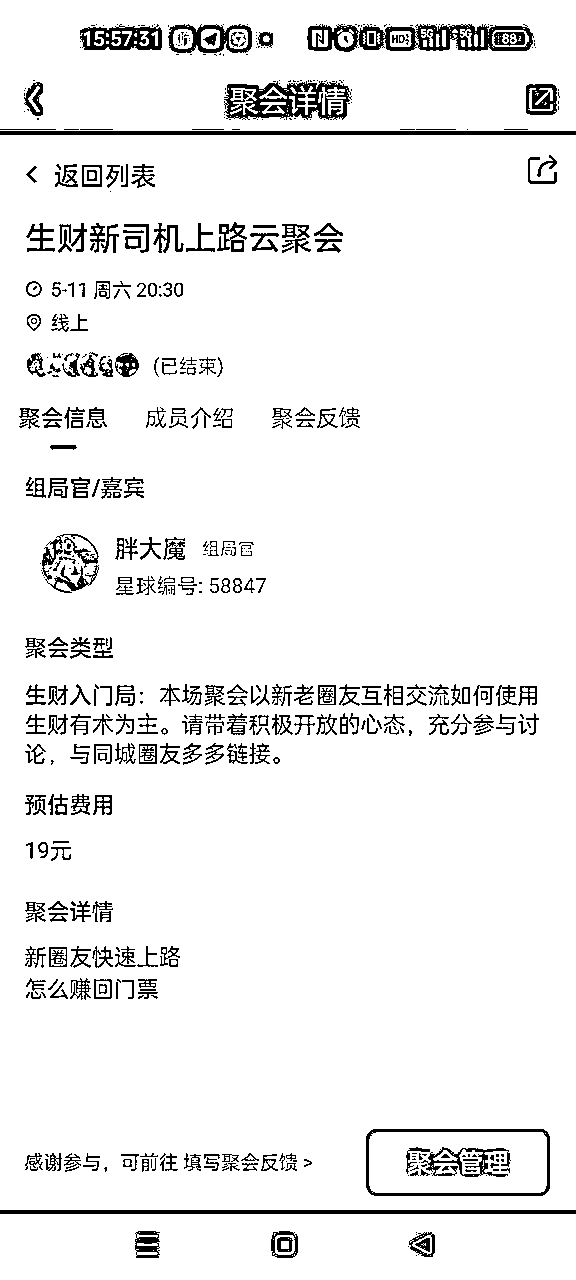 15:57:31
聚会详情
返回列表
生财新司机上路云聚会
5-11 周六 20:30
线上
(已结束)
聚会信息 成员介绍 聚会反馈
组局官/嘉宾
胖大魔 组局官
星球编号: 58847
聚会类型
生财入门局：本场聚会以新老圈友互相交流如何使用
生财有术为主。请带着积极开放的心态，充分参与讨
论，与同城圈友多多链接。
预估费用
19元
聚会详情
新圈友快速上路
怎么赚回门票
感谢参与，可前往 填写聚会反馈 >
聚会管理